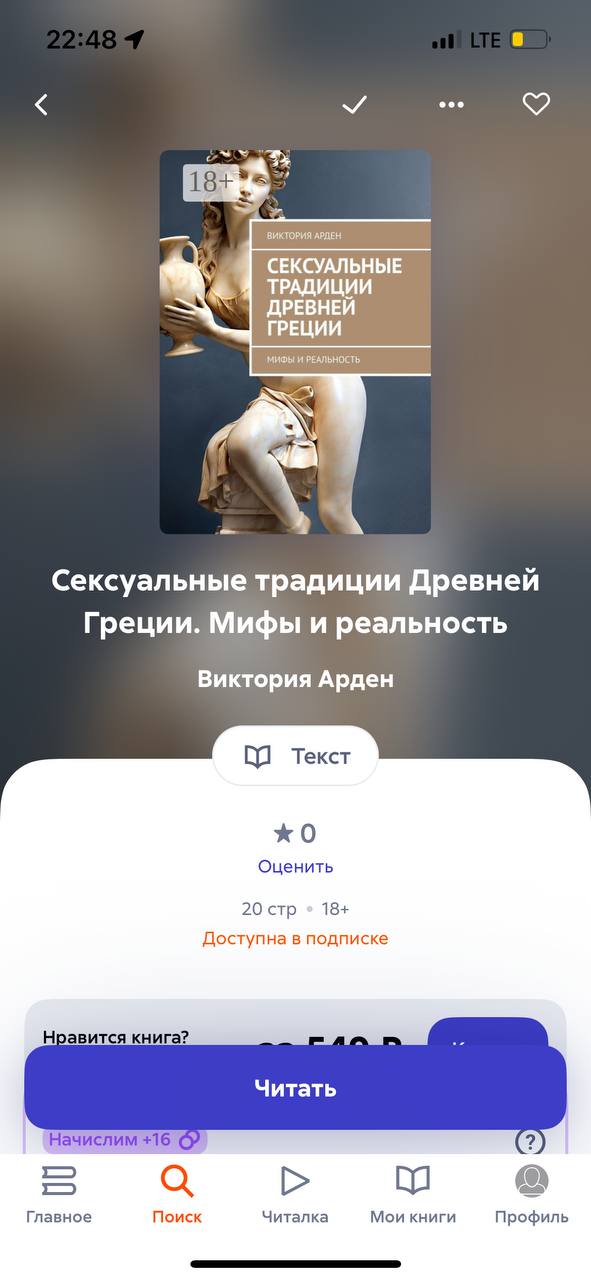 22:48
LTE
18+
ВИКТОРИЯ АРДЕН
СЕКСУАЛЬНЫЕ
ТРАДИЦИИ
ДРЕВНЕЙ
ГРЕЦИИ
МИФЫ И РЕАЛЬНОСТЬ
Сексуальные традиции Древней
Греции. Мифы и реальность
Виктория Арден
Текст
0
Оценить
20 стр • 18+
Доступна в подписке
Нравится книга?
Читать
Начислим +16
?
Главное
Поиск
Читалка
Мои книги
Профиль